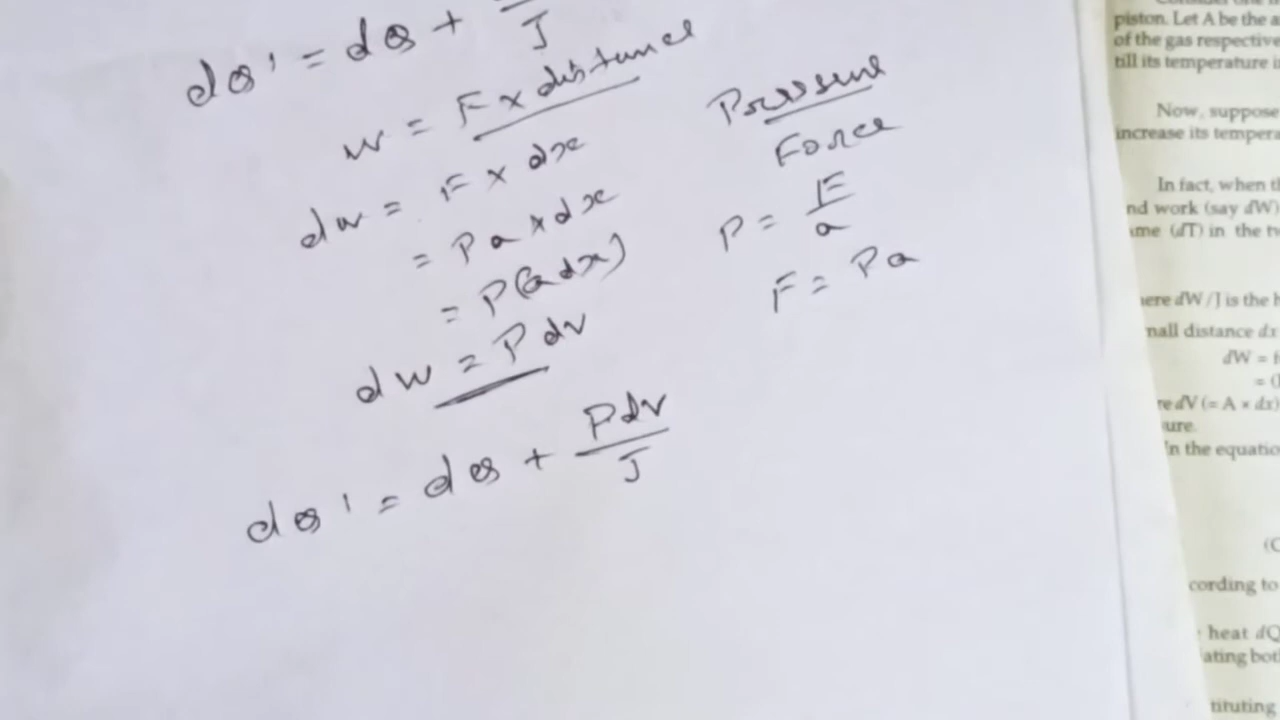 dQ' = dQ + /J
W = F × distance
dw = F × dx
= Pa × dx
= P(a dx)
dw = P dv
dQ' = dQ + Pdv/J
Pressure
Force
P = F/a
F = Pa
piston. Let A be the a
of the gas respective
till its temperature i
Now, suppose
increase its tempera
In fact, when th
nd work (say dW)
me (dT) in the tw
ere dW/J is the h
nall distance dx
dW =
= (
re dV (= A × dx)
ure.
In the equatio
(C
cording to
heat dQ
ating bot
tituting